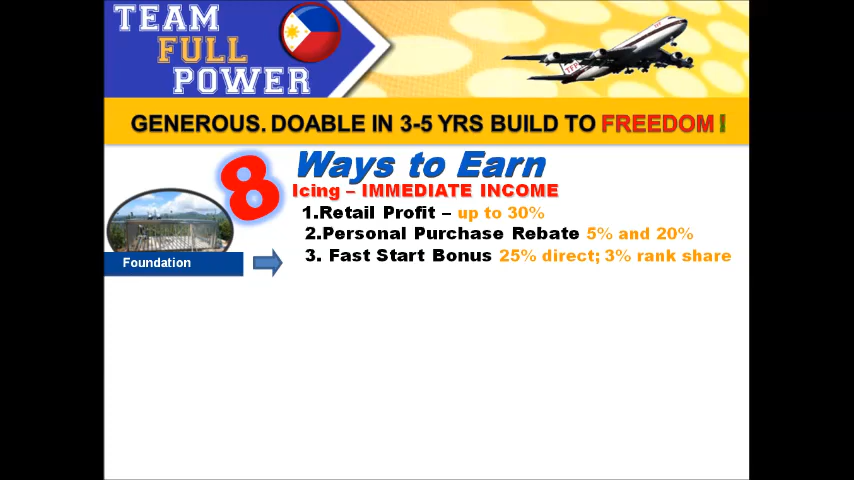 TEAM
FULL
POWER
TFP
GENEROUS. DOABLE IN 3-5 YRS BUILD TO FREEDOM !
8 Ways to Earn
Icing – IMMEDIATE INCOME
1.Retail Profit – up to 30%
2.Personal Purchase Rebate 5% and 20%
3. Fast Start Bonus 25% direct; 3% rank share
Foundation